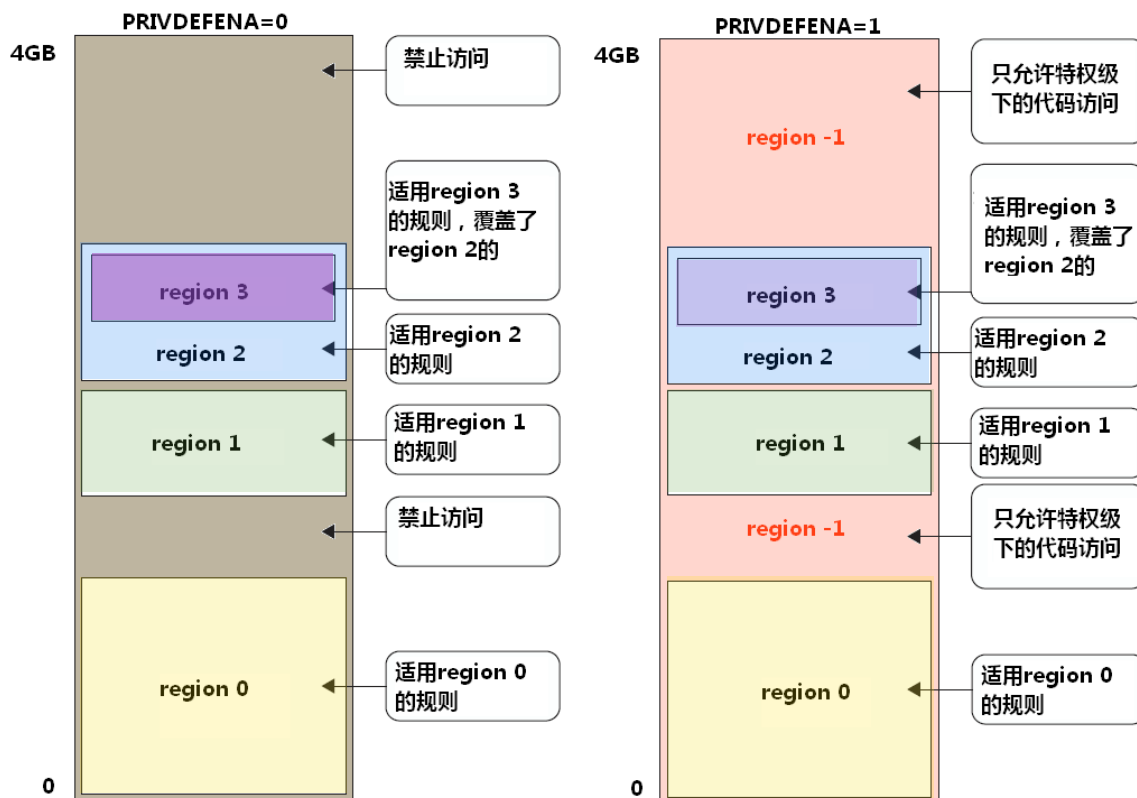 PRIVDEFENA=0
4GB
禁止访问
适用region 3
的规则，覆盖了
region 2的
region 3
适用region 2
的规则
region 2
适用region 1
的规则
region 1
禁止访问
适用region 0
的规则
region 0
0
PRIVDEFENA=1
4GB
只允许特权级
下的代码访问
region -1
适用region 3
的规则，覆盖了
region 2的
region 3
适用region 2
的规则
region 2
适用region 1
的规则
region 1
只允许特权级
下的代码访问
region -1
适用region 0
的规则
region 0
0